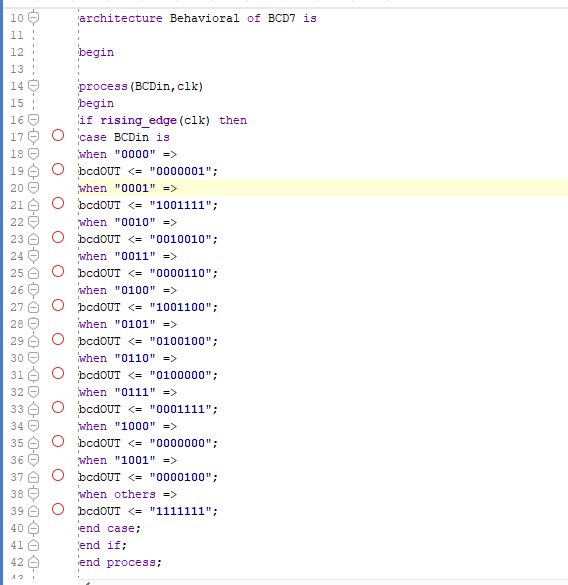 10 architecture Behavioral of BCD7 is
11
12 begin
13
14 process(BCDin,clk)
15 begin
16 if rising_edge(clk) then
17 case BCDin is
18 when "0000" =>
19 bcdOUT <= "0000001";
20 when "0001" =>
21 bcdOUT <= "1001111";
22 when "0010" =>
23 bcdOUT <= "0010010";
24 when "0011" =>
25 bcdOUT <= "0000110";
26 when "0100" =>
27 bcdOUT <= "1001100";
28 when "0101" =>
29 bcdOUT <= "0100100";
30 when "0110" =>
31 bcdOUT <= "0100000";
32 when "0111" =>
33 bcdOUT <= "0001111";
34 when "1000" =>
35 bcdOUT <= "0000000";
36 when "1001" =>
37 bcdOUT <= "0000100";
38 when others =>
39 bcdOUT <= "1111111";
40 end case;
41 end if;
42 end process;
43